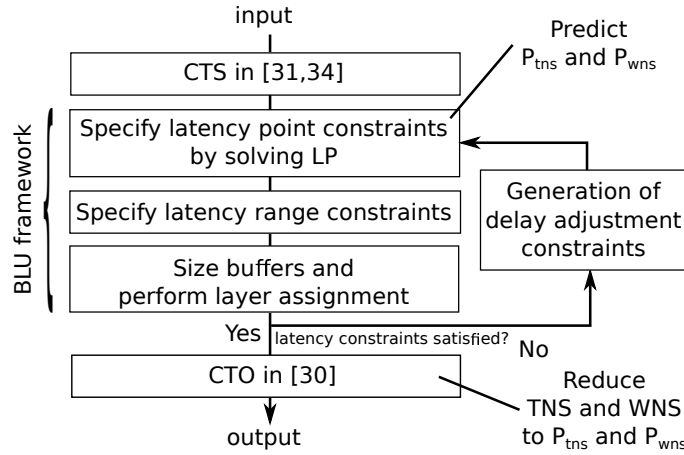 input
Predict
P_tns and P_wns
CTS in [31,34]
BLU framework
Specify latency point constraints
by solving LP
Specify latency range constraints
Generation of
delay adjustment
constraints
Size buffers and
perform layer assignment
Yes
latency constraints satisfied?
No
CTO in [30]
Reduce
TNS and WNS
to P_tns and P_wns
output